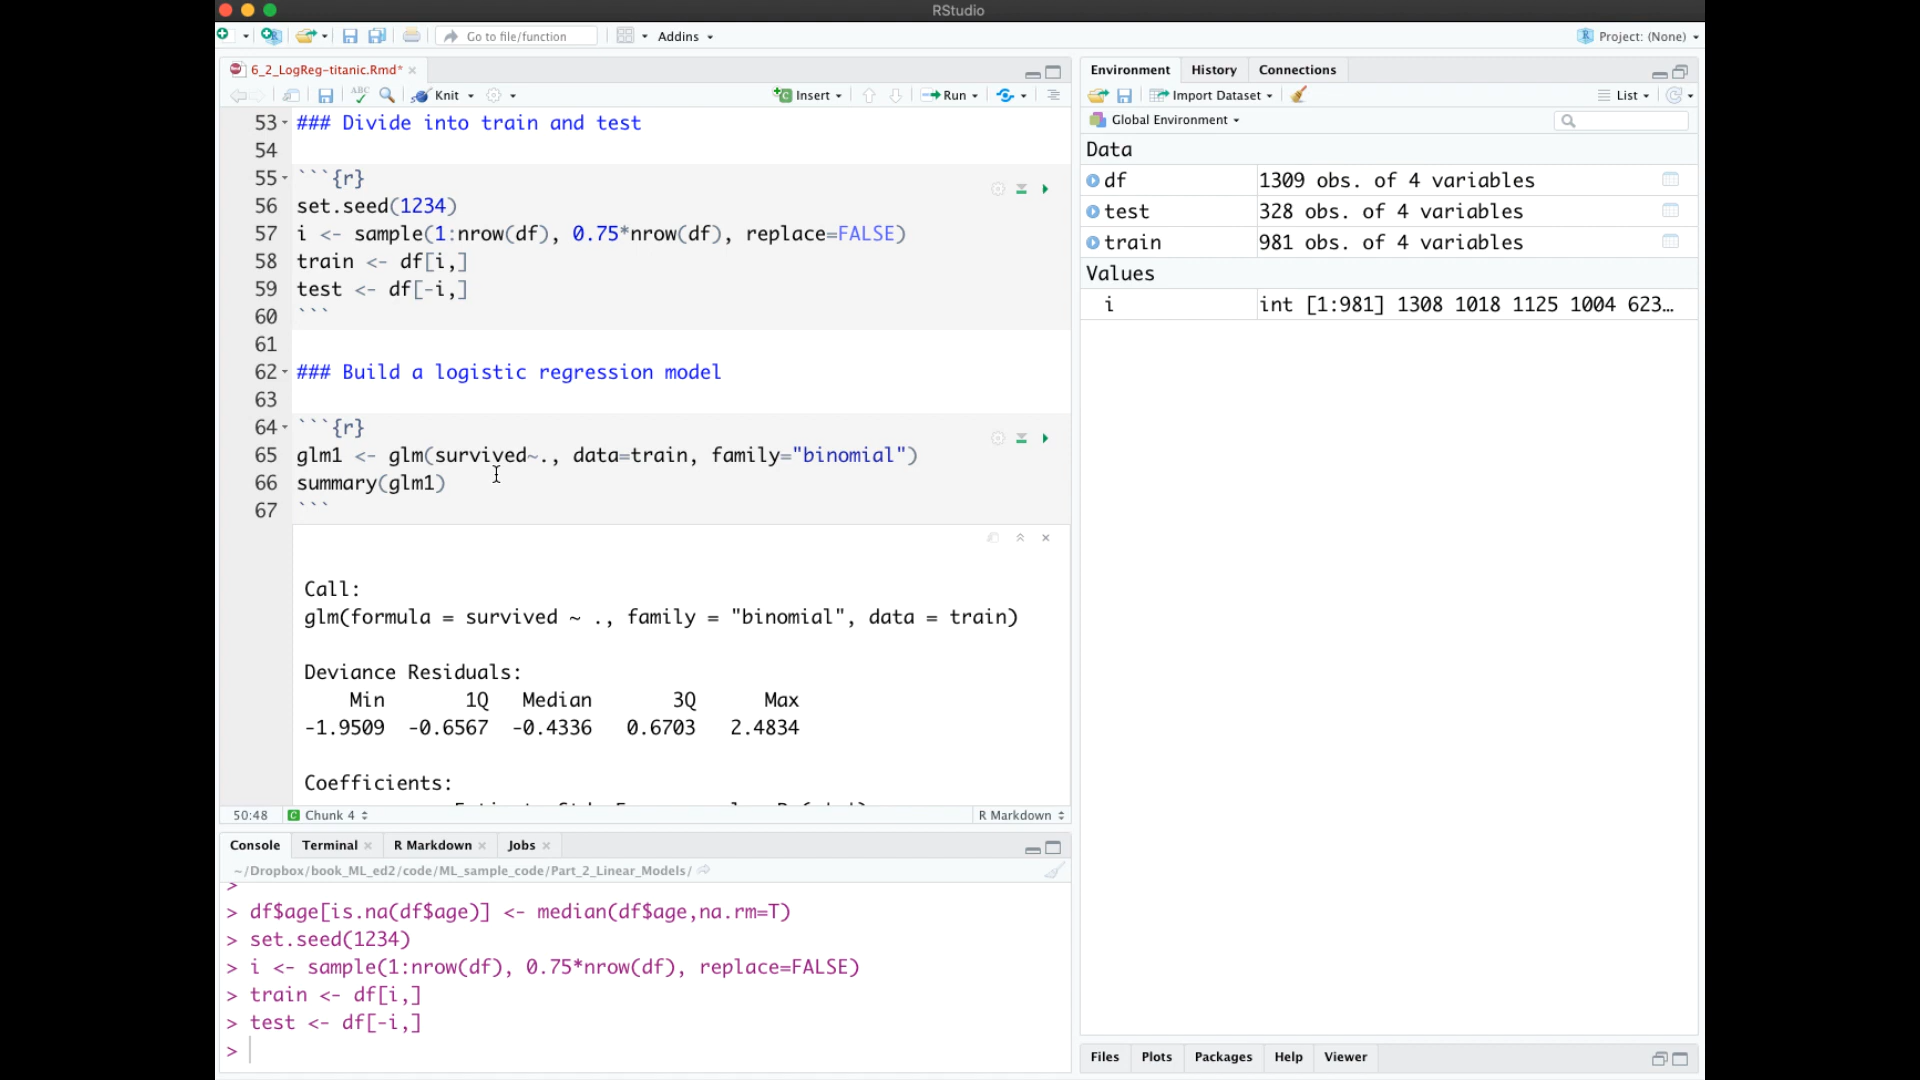 RStudio
Go to file/function
Addins
Project: (None)
6_2_LogReg-titanic.Rmd*
ABC
Knit
Insert
Run
53 ### Divide into train and test
54
55 ```{r}
56 set.seed(1234)
57 i <- sample(1:nrow(df), 0.75*nrow(df), replace=FALSE)
58 train <- df[i,]
59 test <- df[-i,]
60 ```
61
62 ### Build a logistic regression model
63
64 ```{r}
65 glm1 <- glm(survived~., data=train, family="binomial")
66 summary(glm1)
67 ```
Call:
glm(formula = survived ~ ., family = "binomial", data = train)
Deviance Residuals:
Min 1Q Median 3Q Max
-1.9509 -0.6567 -0.4336 0.6703 2.4834
Coefficients:
50:48 Chunk 4 R Markdown
Console Terminal R Markdown Jobs
~/Dropbox/book_ML_ed2/code/ML_sample_code/Part_2_Linear_Models/
>
> df$age[is.na(df$age)] <- median(df$age,na.rm=T)
> set.seed(1234)
> i <- sample(1:nrow(df), 0.75*nrow(df), replace=FALSE)
> train <- df[i,]
> test <- df[-i,]
>
Environment History Connections
Import Dataset List
Global Environment
Data
df 1309 obs. of 4 variables
test 328 obs. of 4 variables
train 981 obs. of 4 variables
Values
i int [1:981] 1308 1018 1125 1004 623…
Files Plots Packages Help Viewer